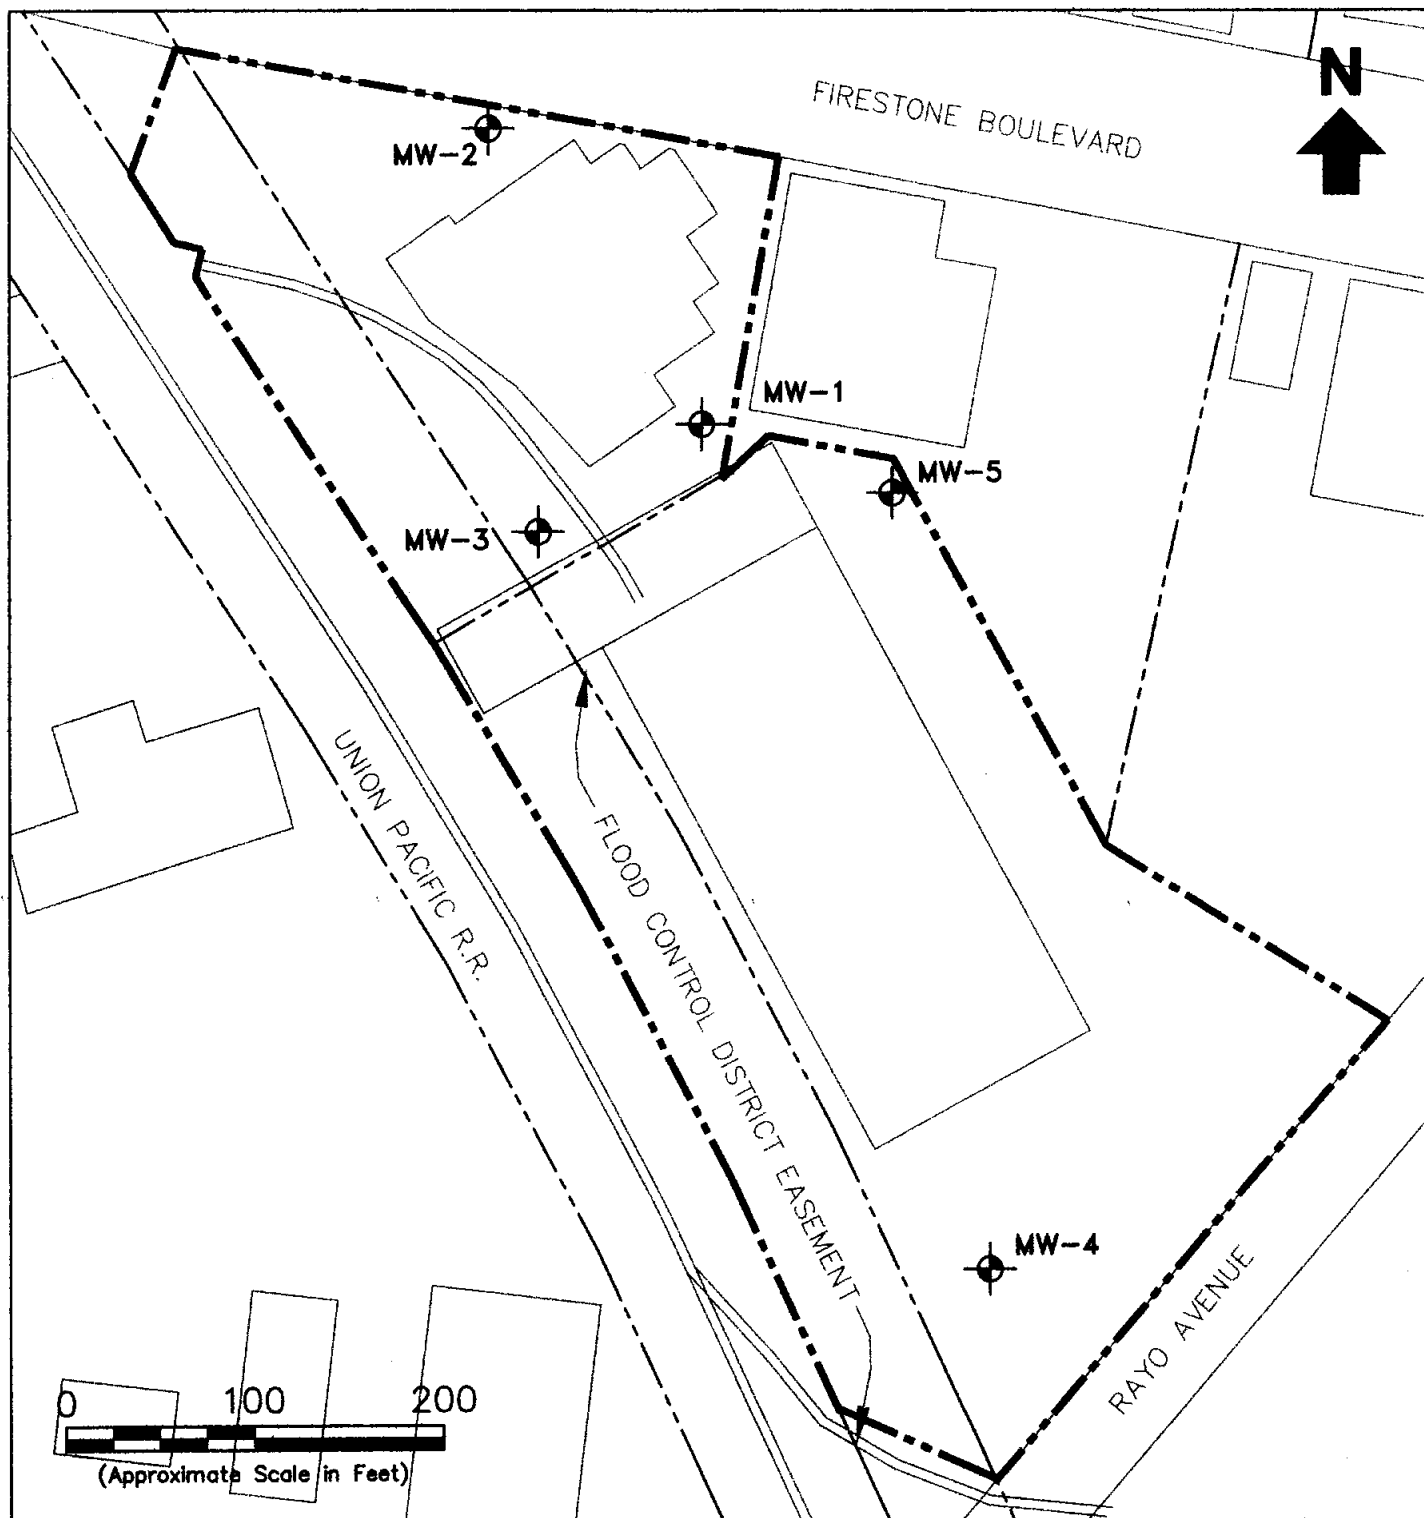 N
FIRESTONE BOULEVARD
MW-2
MW-1
MW-5
MW-3
UNION PACIFIC R.R.
FLOOD CONTROL DISTRICT EASEMENT
MW-4
RAYO AVENUE
0 100 200
(Approximate Scale in Feet)